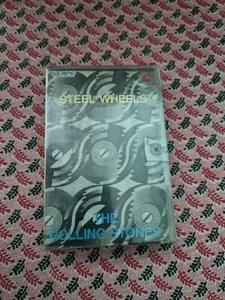 STEEL WHEELS
THE
ROLLING STONES